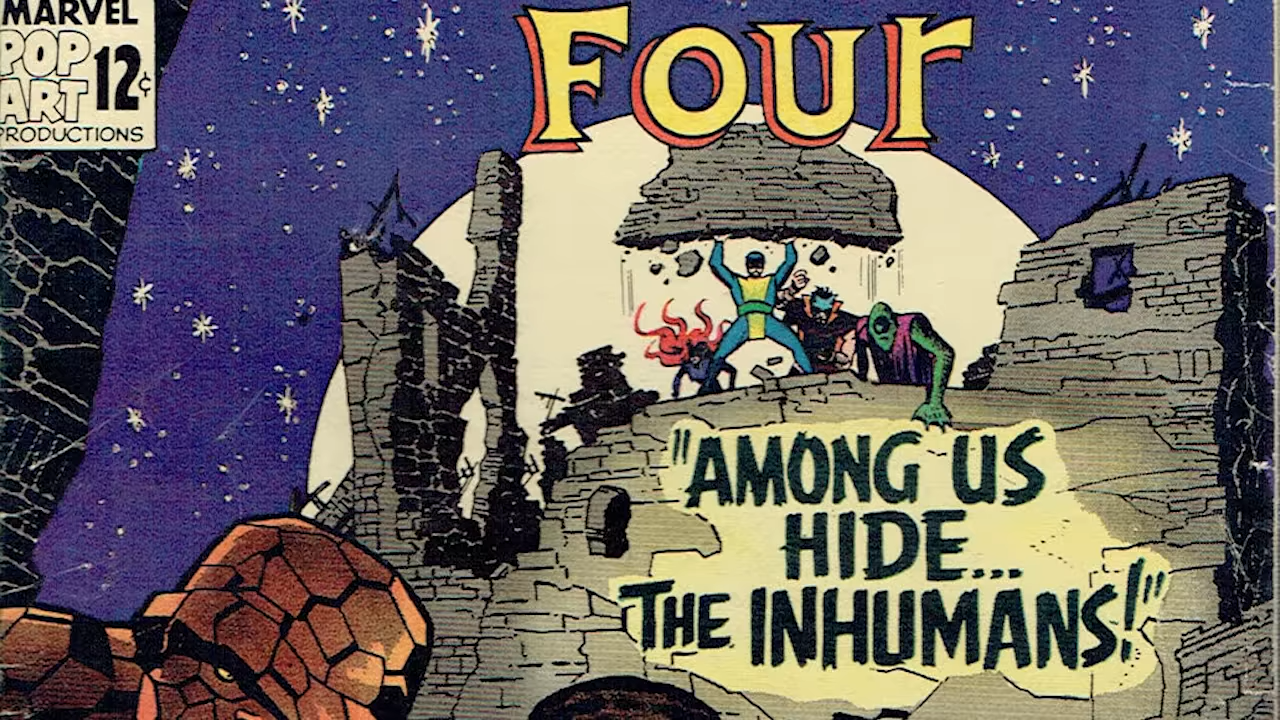 MARVEL
POP
ART
12¢
PRODUCTIONS
FOUR
"AMONG US
HIDE...
THE INHUMANS!"